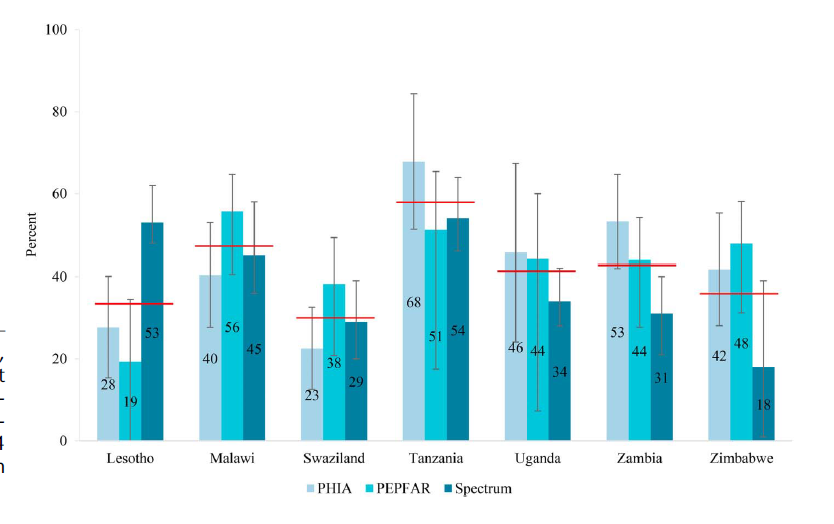 100
80
60
40
20
0
Percent
28 19 53
40 56 45
23 38 29
68 51 54
46 44 34
53 44 31
42 48 18
Lesotho Malawi Swaziland Tanzania Uganda Zambia Zimbabwe
PHIA PEPFAR Spectrum